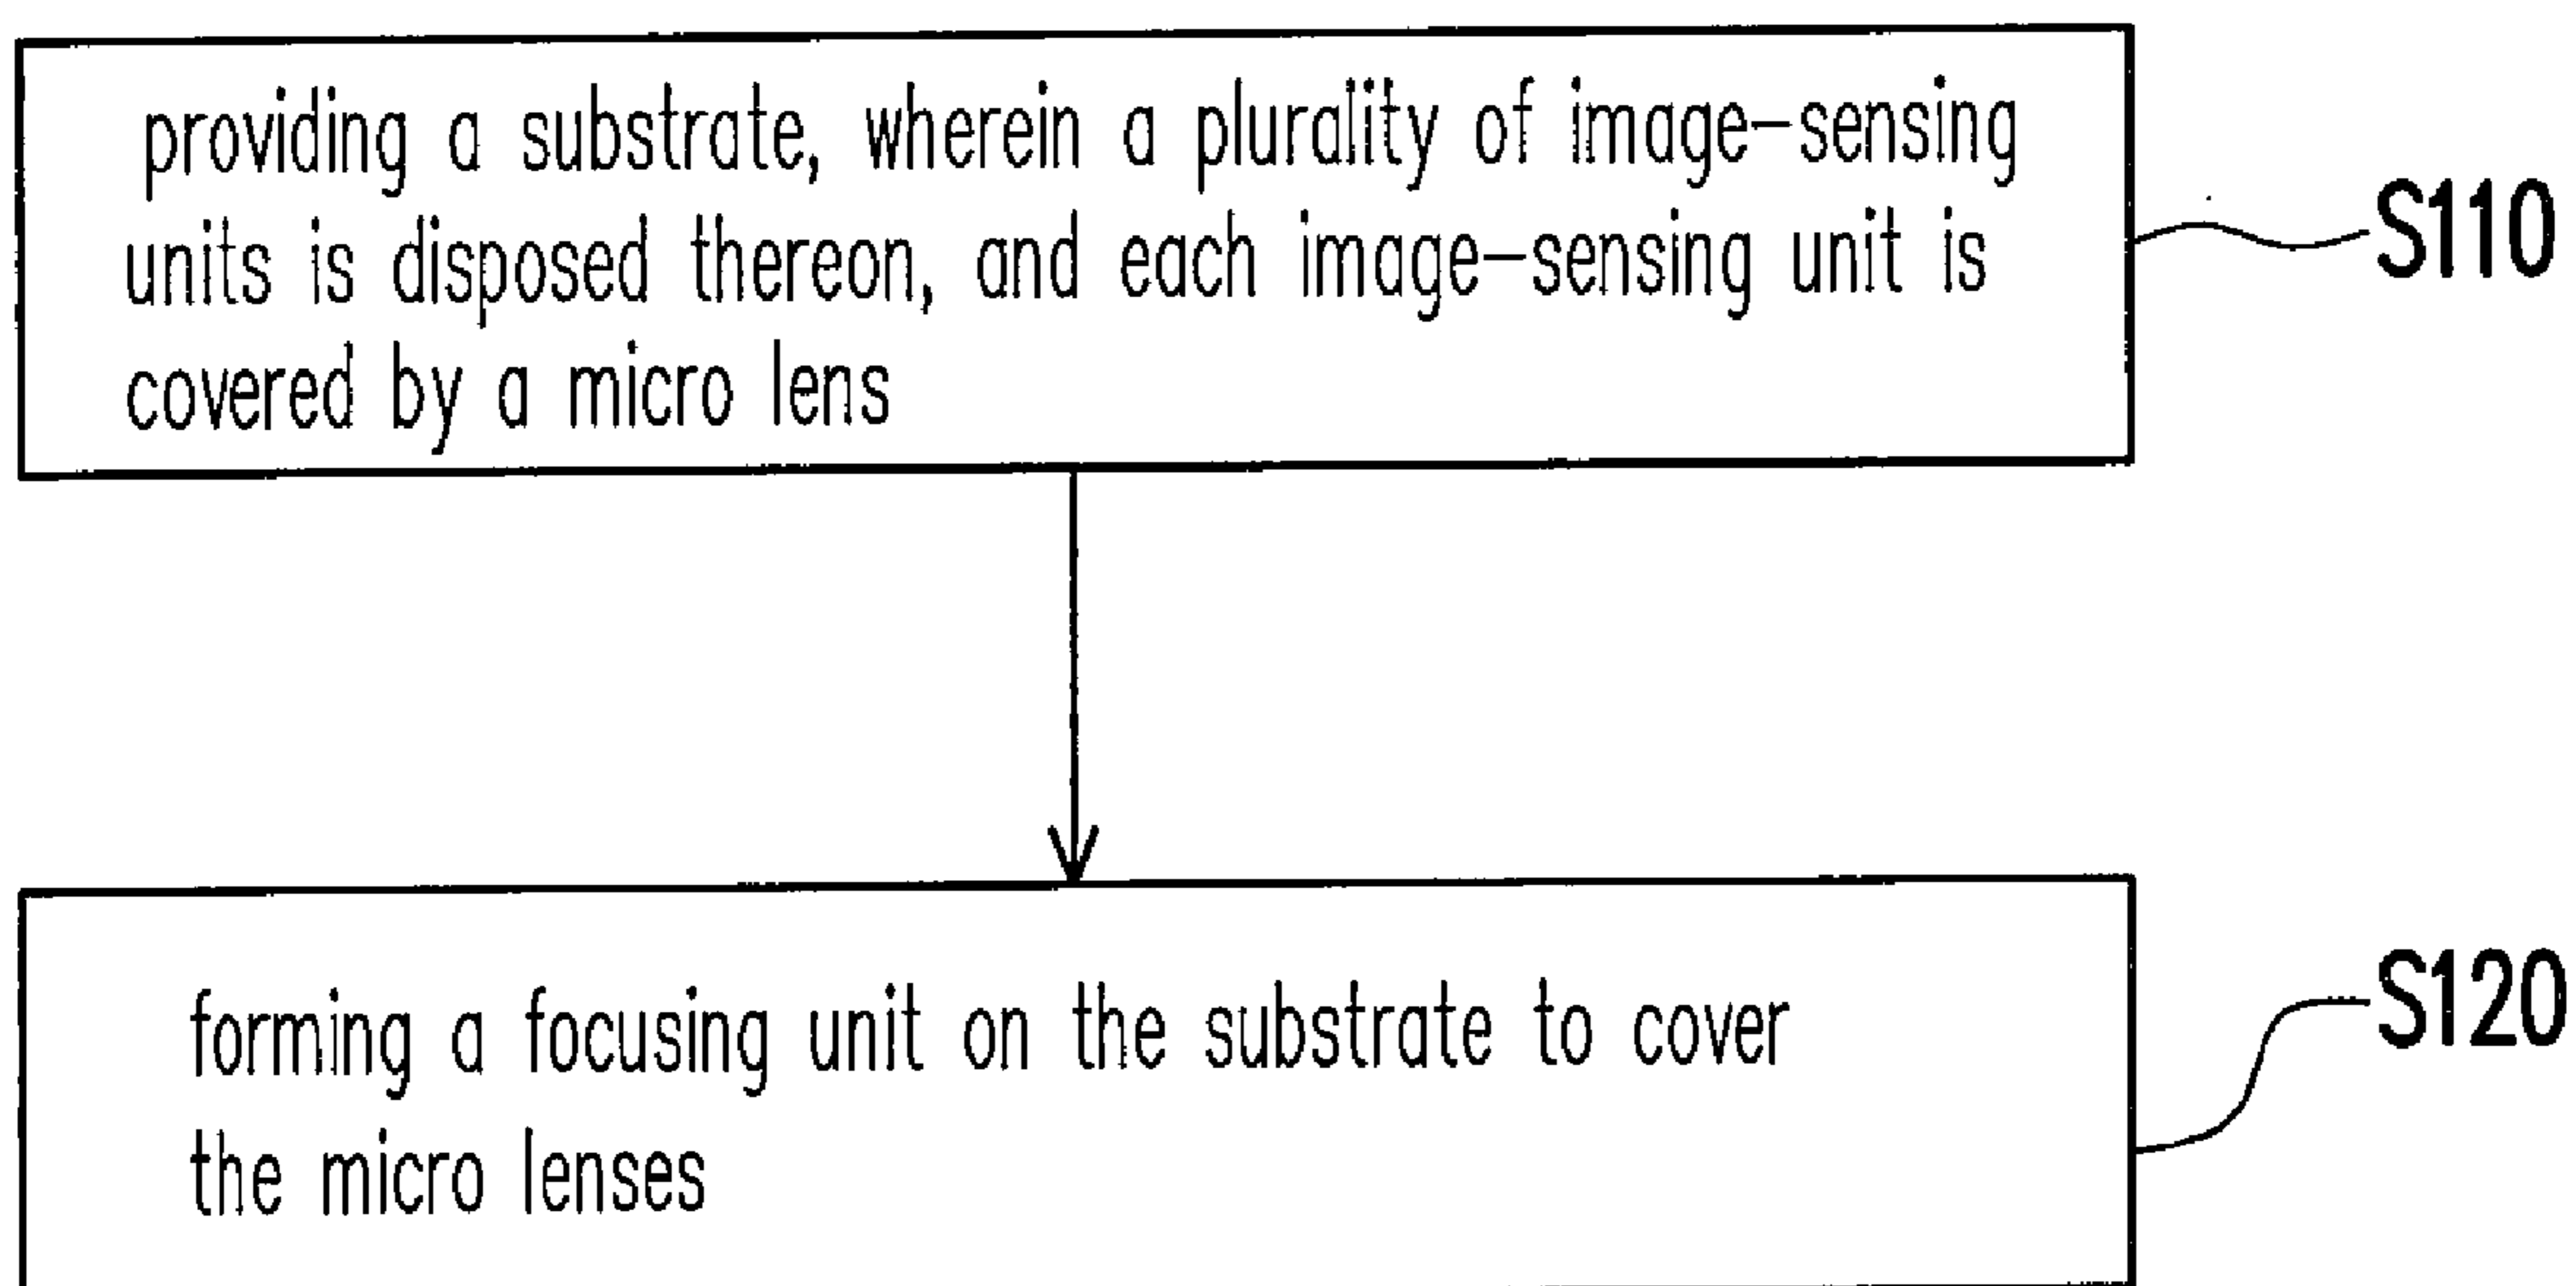 providing a substrate, wherein a plurality of image-sensing
units is disposed thereon, and each image-sensing unit is
covered by a micro lens
S110
forming a focusing unit on the substrate to cover
the micro lenses
S120